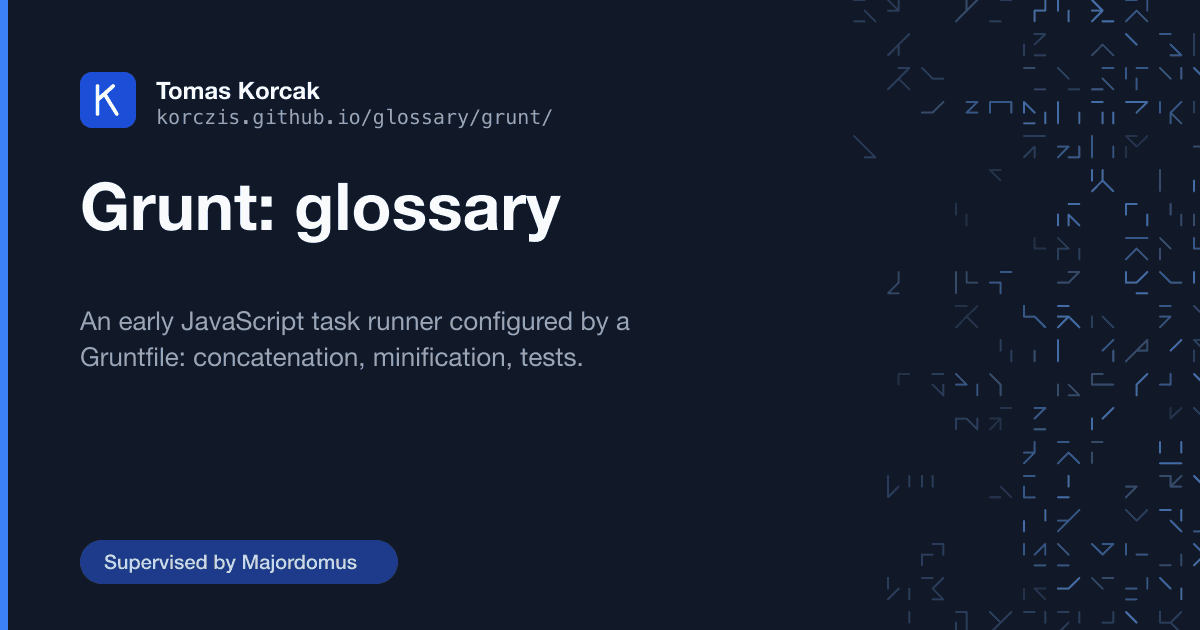 K
Tomas Korcak
korczis.github.io/glossary/grunt/
Grunt: glossary
An early JavaScript task runner configured by a
Gruntfile: concatenation, minification, tests.
Supervised by Majordomus